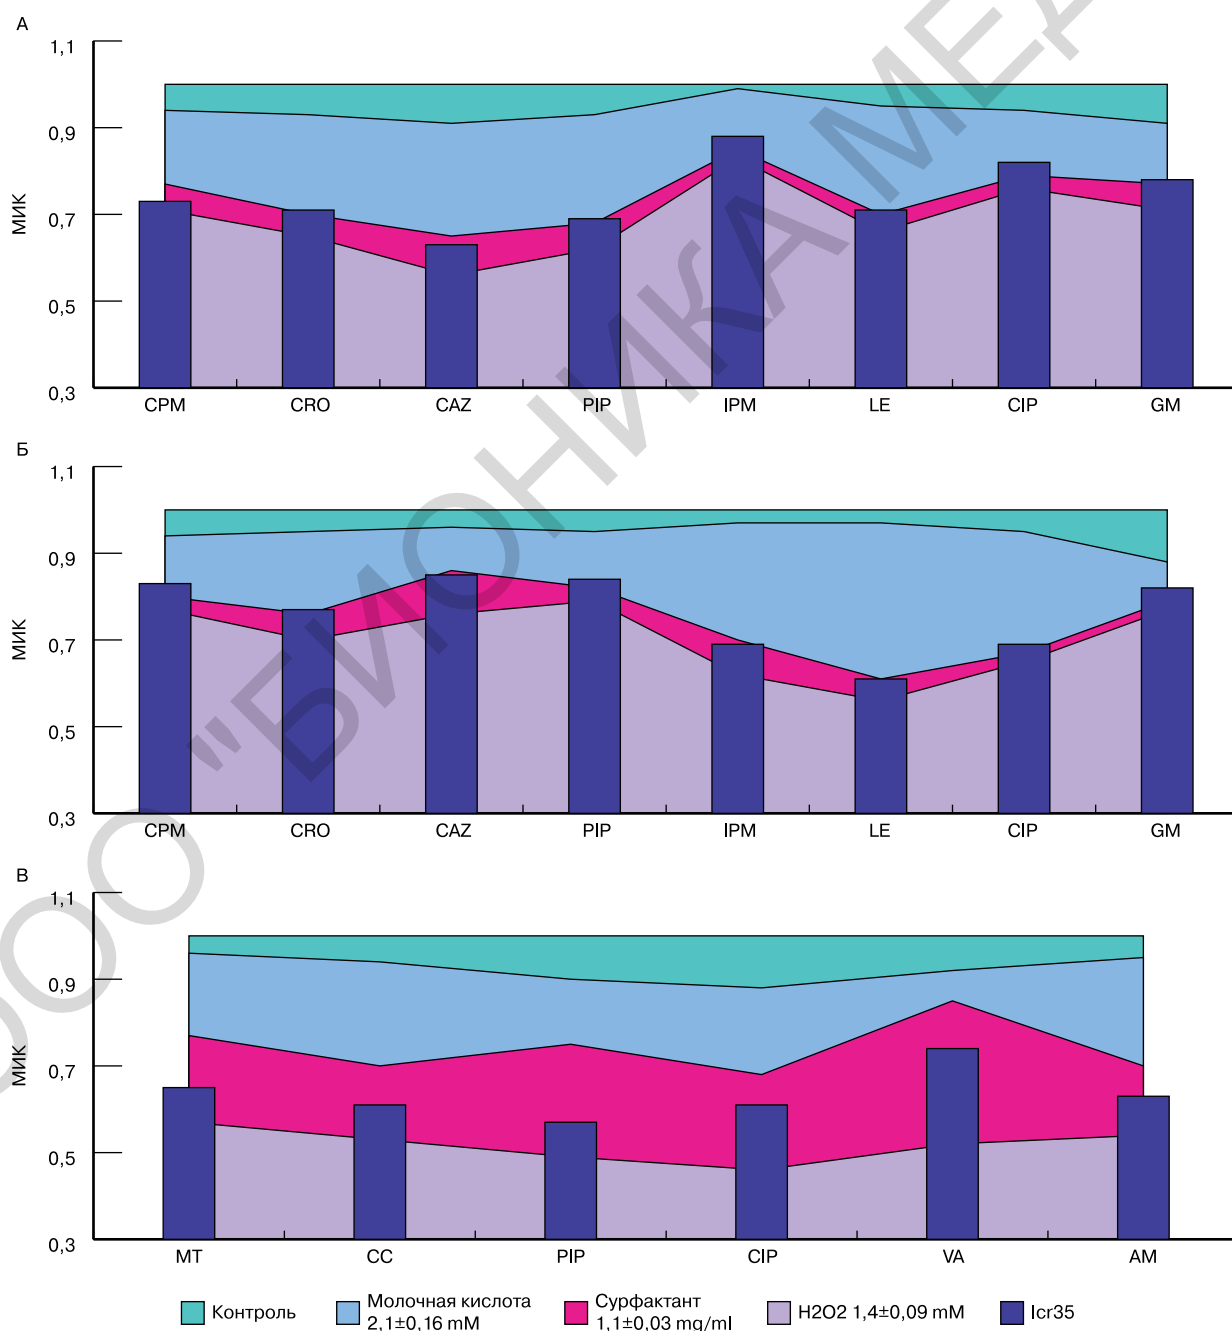 А
1,1
0,9
0,7
0,5
0,3
МИК
CPM CRO CAZ PIP IPM LE CIP GM
Б
1,1
0,9
0,7
0,5
0,3
МИК
CPM CRO CAZ PIP IPM LE CIP GM
В
1,1
0,9
0,7
0,5
0,3
МИК
MT CC PIP CIP VA AM
Контроль
Молочная кислота
2,1±0,16 mM
Сурфактант
1,1±0,03 mg/ml
H2O2 1,4±0,09 mM
lcr35
ООО "БИОНИКА МЕД